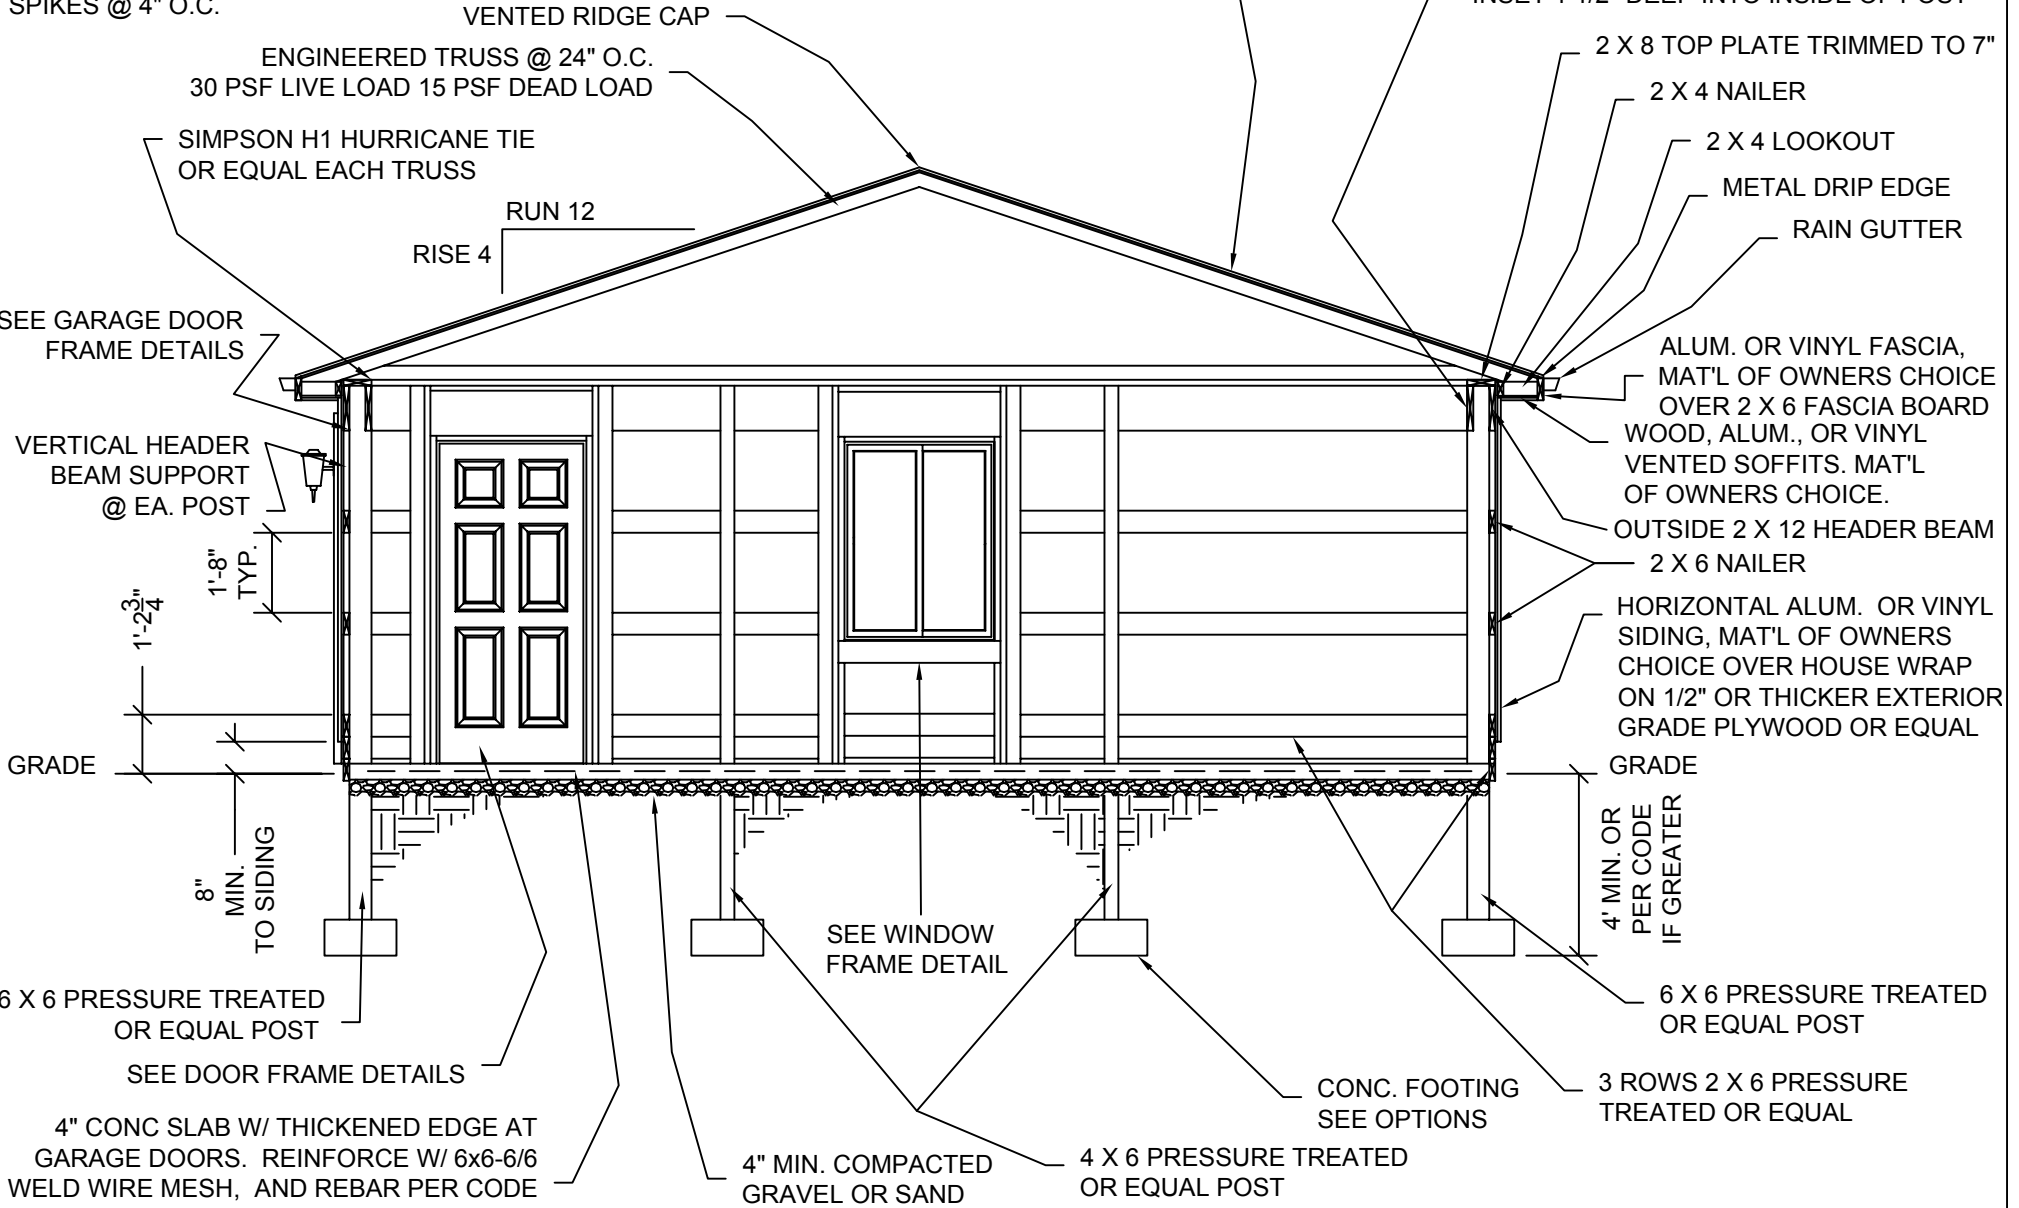 SPIKES @ 4" O.C.
VENTED RIDGE CAP
ENGINEERED TRUSS @ 24" O.C.
30 PSF LIVE LOAD 15 PSF DEAD LOAD
SIMPSON H1 HURRICANE TIE
OR EQUAL EACH TRUSS
RUN 12
RISE 4
SEE GARAGE DOOR
FRAME DETAILS
VERTICAL HEADER
BEAM SUPPORT
@ EA. POST
1'-8"
TYP.
1'-2 3/4"
GRADE
8"
MIN.
TO SIDING
6 X 6 PRESSURE TREATED
OR EQUAL POST
SEE DOOR FRAME DETAILS
4" CONC SLAB W/ THICKENED EDGE AT
GARAGE DOORS. REINFORCE W/ 6x6-6/6
WELD WIRE MESH, AND REBAR PER CODE
4" MIN. COMPACTED
GRAVEL OR SAND
SEE WINDOW
FRAME DETAIL
4 X 6 PRESSURE TREATED
OR EQUAL POST
CONC. FOOTING
SEE OPTIONS
2 X 8 TOP PLATE TRIMMED TO 7"
2 X 4 NAILER
2 X 4 LOOKOUT
METAL DRIP EDGE
RAIN GUTTER
ALUM. OR VINYL FASCIA,
MAT'L OF OWNERS CHOICE
OVER 2 X 6 FASCIA BOARD
WOOD, ALUM., OR VINYL
VENTED SOFFITS. MAT'L
OF OWNERS CHOICE.
OUTSIDE 2 X 12 HEADER BEAM
2 X 6 NAILER
HORIZONTAL ALUM. OR VINYL
SIDING, MAT'L OF OWNERS
CHOICE OVER HOUSE WRAP
ON 1/2" OR THICKER EXTERIOR
GRADE PLYWOOD OR EQUAL
GRADE
4' MIN. OR
PER CODE
IF GREATER
6 X 6 PRESSURE TREATED
OR EQUAL POST
3 ROWS 2 X 6 PRESSURE
TREATED OR EQUAL